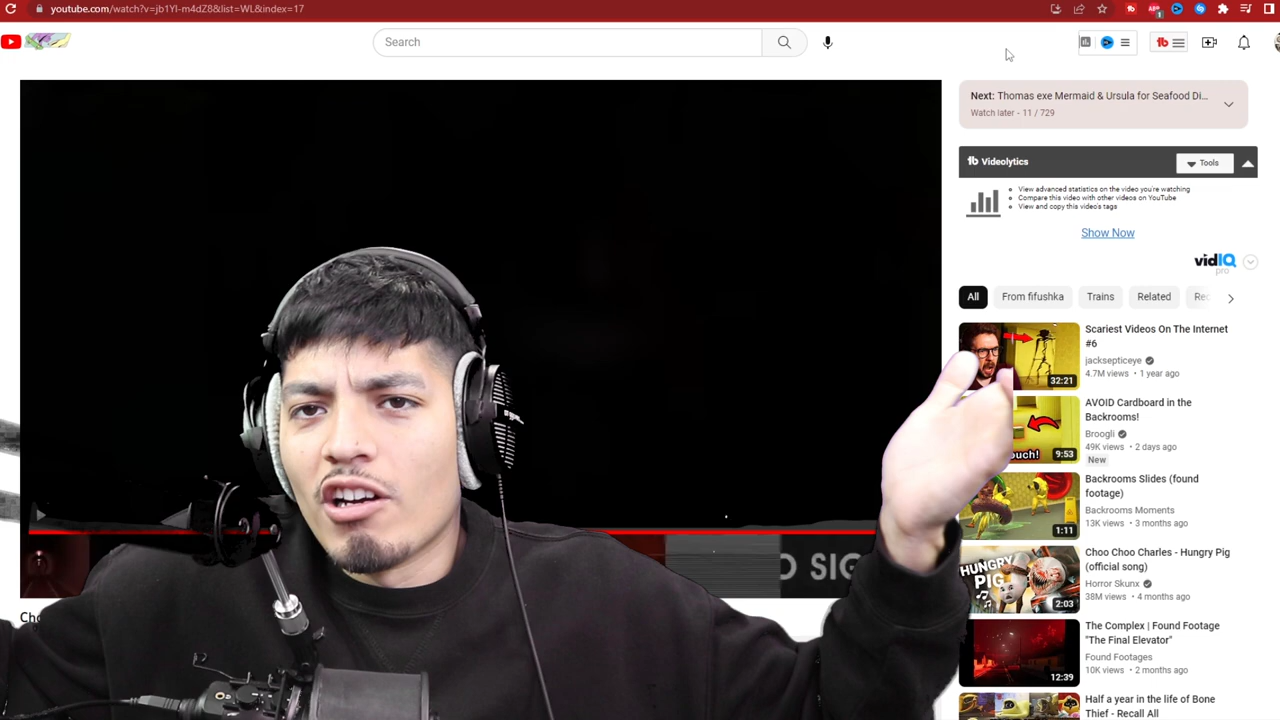 youtube.com/watch?v=jb1YI-m4dZ8&list=WL&index=17
Search
Next: Thomas exe Mermaid & Ursula for Seafood Di...
Watch later - 11 / 729
Videolytics
Tools
View advanced statistics on the video you're watching
Compare this video with other videos on YouTube
View and copy this video's tags
Show Now
vidIQ
pro
All
From fifushka
Trains
Related
Rec
Scariest Videos On The Internet
#6
jacksepticeye
4.7M views • 1 year ago
32:21
AVOID Cardboard in the
Backrooms!
Broogli
49K views • 2 days ago
New
ouch!
9:53
Backrooms Slides (found
footage)
Backrooms Moments
13K views • 3 months ago
1:11
Choo Choo Charles - Hungry Pig
(official song)
Horror Skunx
38M views • 4 months ago
HUNGRY
PIG
2:03
The Complex | Found Footage
"The Final Elevator"
Found Footages
10K views • 2 months ago
12:39
Half a year in the life of Bone
Thief - Recall All
O SIG
Cho